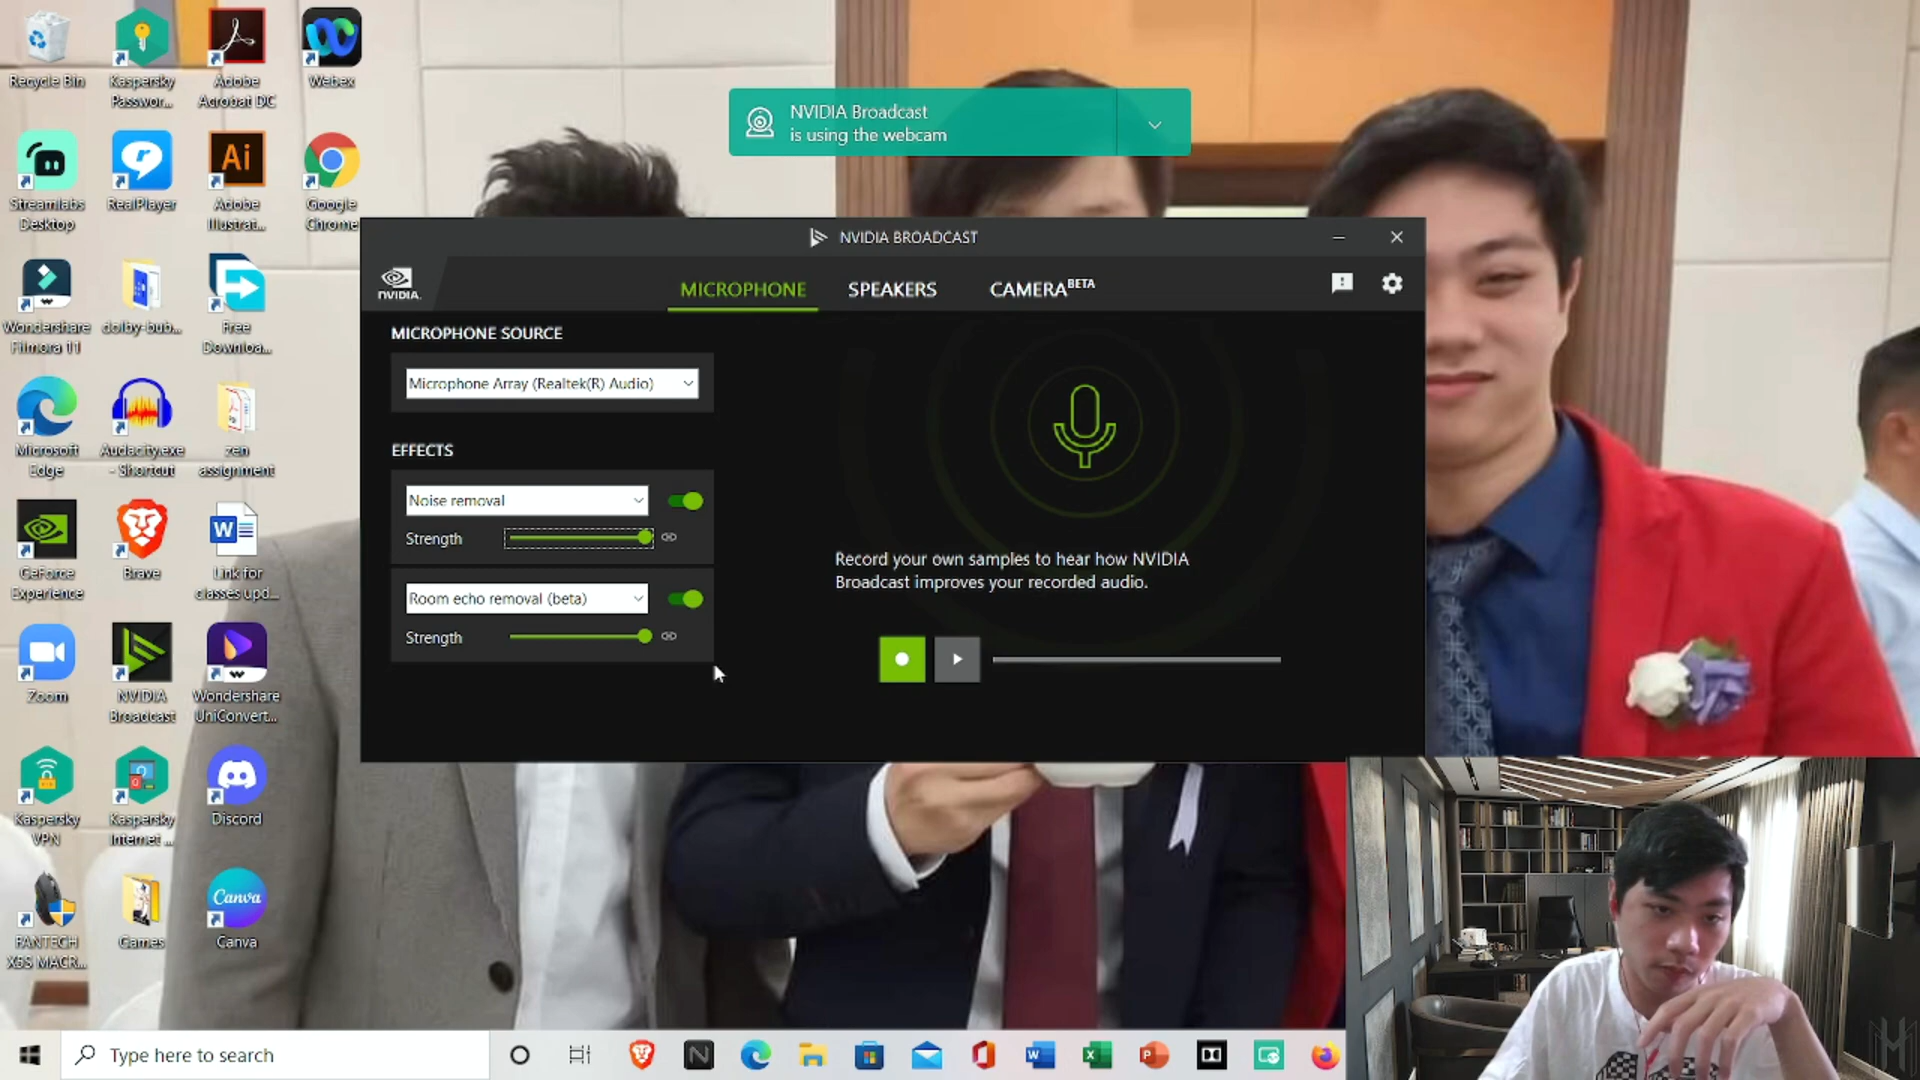 Recycle Bin
Kaspersky
Passwor...
Adobe
Acrobat DC
Webex
NVIDIA Broadcast
is using the webcam
Streamlabs
Desktop
RealPlayer
Ai
Adobe
Illustrat...
Google
Chrome
NVIDIA BROADCAST
NVIDIA.
MICROPHONE
SPEAKERS
CAMERA BETA
Wondershare
Filmora 11
dolby-bub...
Free
Downloa...
MICROPHONE SOURCE
Microphone Array (Realtek(R) Audio)
Microsoft
Edge
Audacity.exe
- Shortcut
zen
assignment
EFFECTS
Noise removal
Strength
GeForce
Experience
Brave
Link for
classes upd...
Room echo removal (beta)
Strength
Record your own samples to hear how NVIDIA
Broadcast improves your recorded audio.
Zoom
NVIDIA
Broadcast
Wondershare
UniConvert...
Kaspersky
VPN
Kaspersky
Internet ...
Discord
FANTECH
X5S MACR...
Games
Canva
Canva
Type here to search